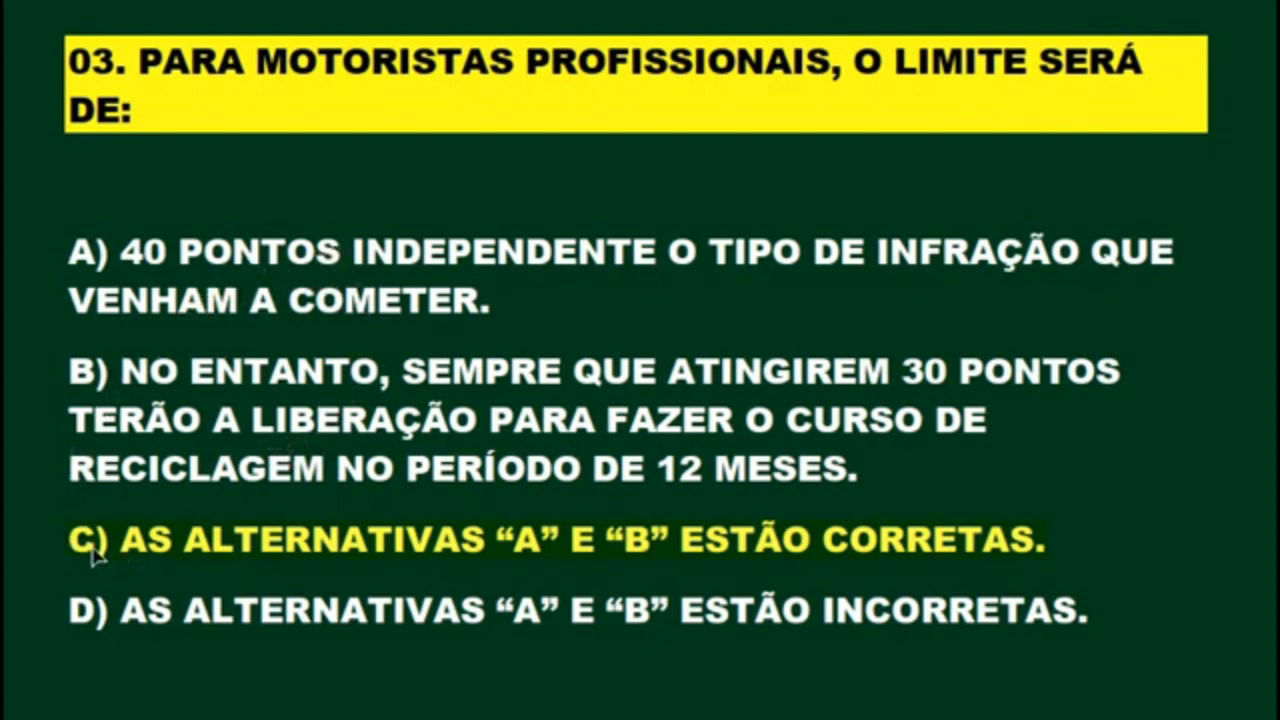 03. PARA MOTORISTAS PROFISSIONAIS, O LIMITE SERÁ
DE:
A) 40 PONTOS INDEPENDENTE O TIPO DE INFRAÇÃO QUE
VENHAM A COMETER.
B) NO ENTANTO, SEMPRE QUE ATINGIREM 30 PONTOS
TERÃO A LIBERAÇÃO PARA FAZER O CURSO DE
RECICLAGEM NO PERÍODO DE 12 MESES.
C) AS ALTERNATIVAS “A” E “B” ESTÃO CORRETAS.
D) AS ALTERNATIVAS “A” E “B” ESTÃO INCORRETAS.